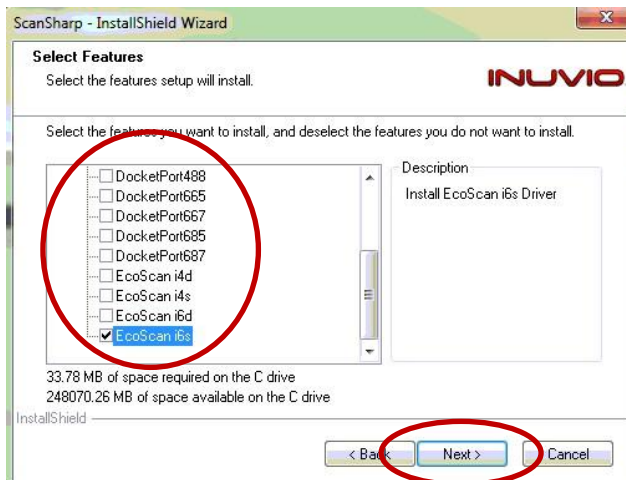 ScanSharp - InstallShield Wizard
Select Features
Select the features setup will install.
INUVIO
Select the features you want to install, and deselect the features you do not want to install.
DocketPort488
DocketPort665
DocketPort667
DocketPort685
DocketPort687
EcoScan i4d
EcoScan i4s
EcoScan i6d
EcoScan i6s
Description
Install EcoScan i6s Driver
33.78 MB of space required on the C drive
248070.26 MB of space available on the C drive
InstallShield
< Back
Next >
Cancel